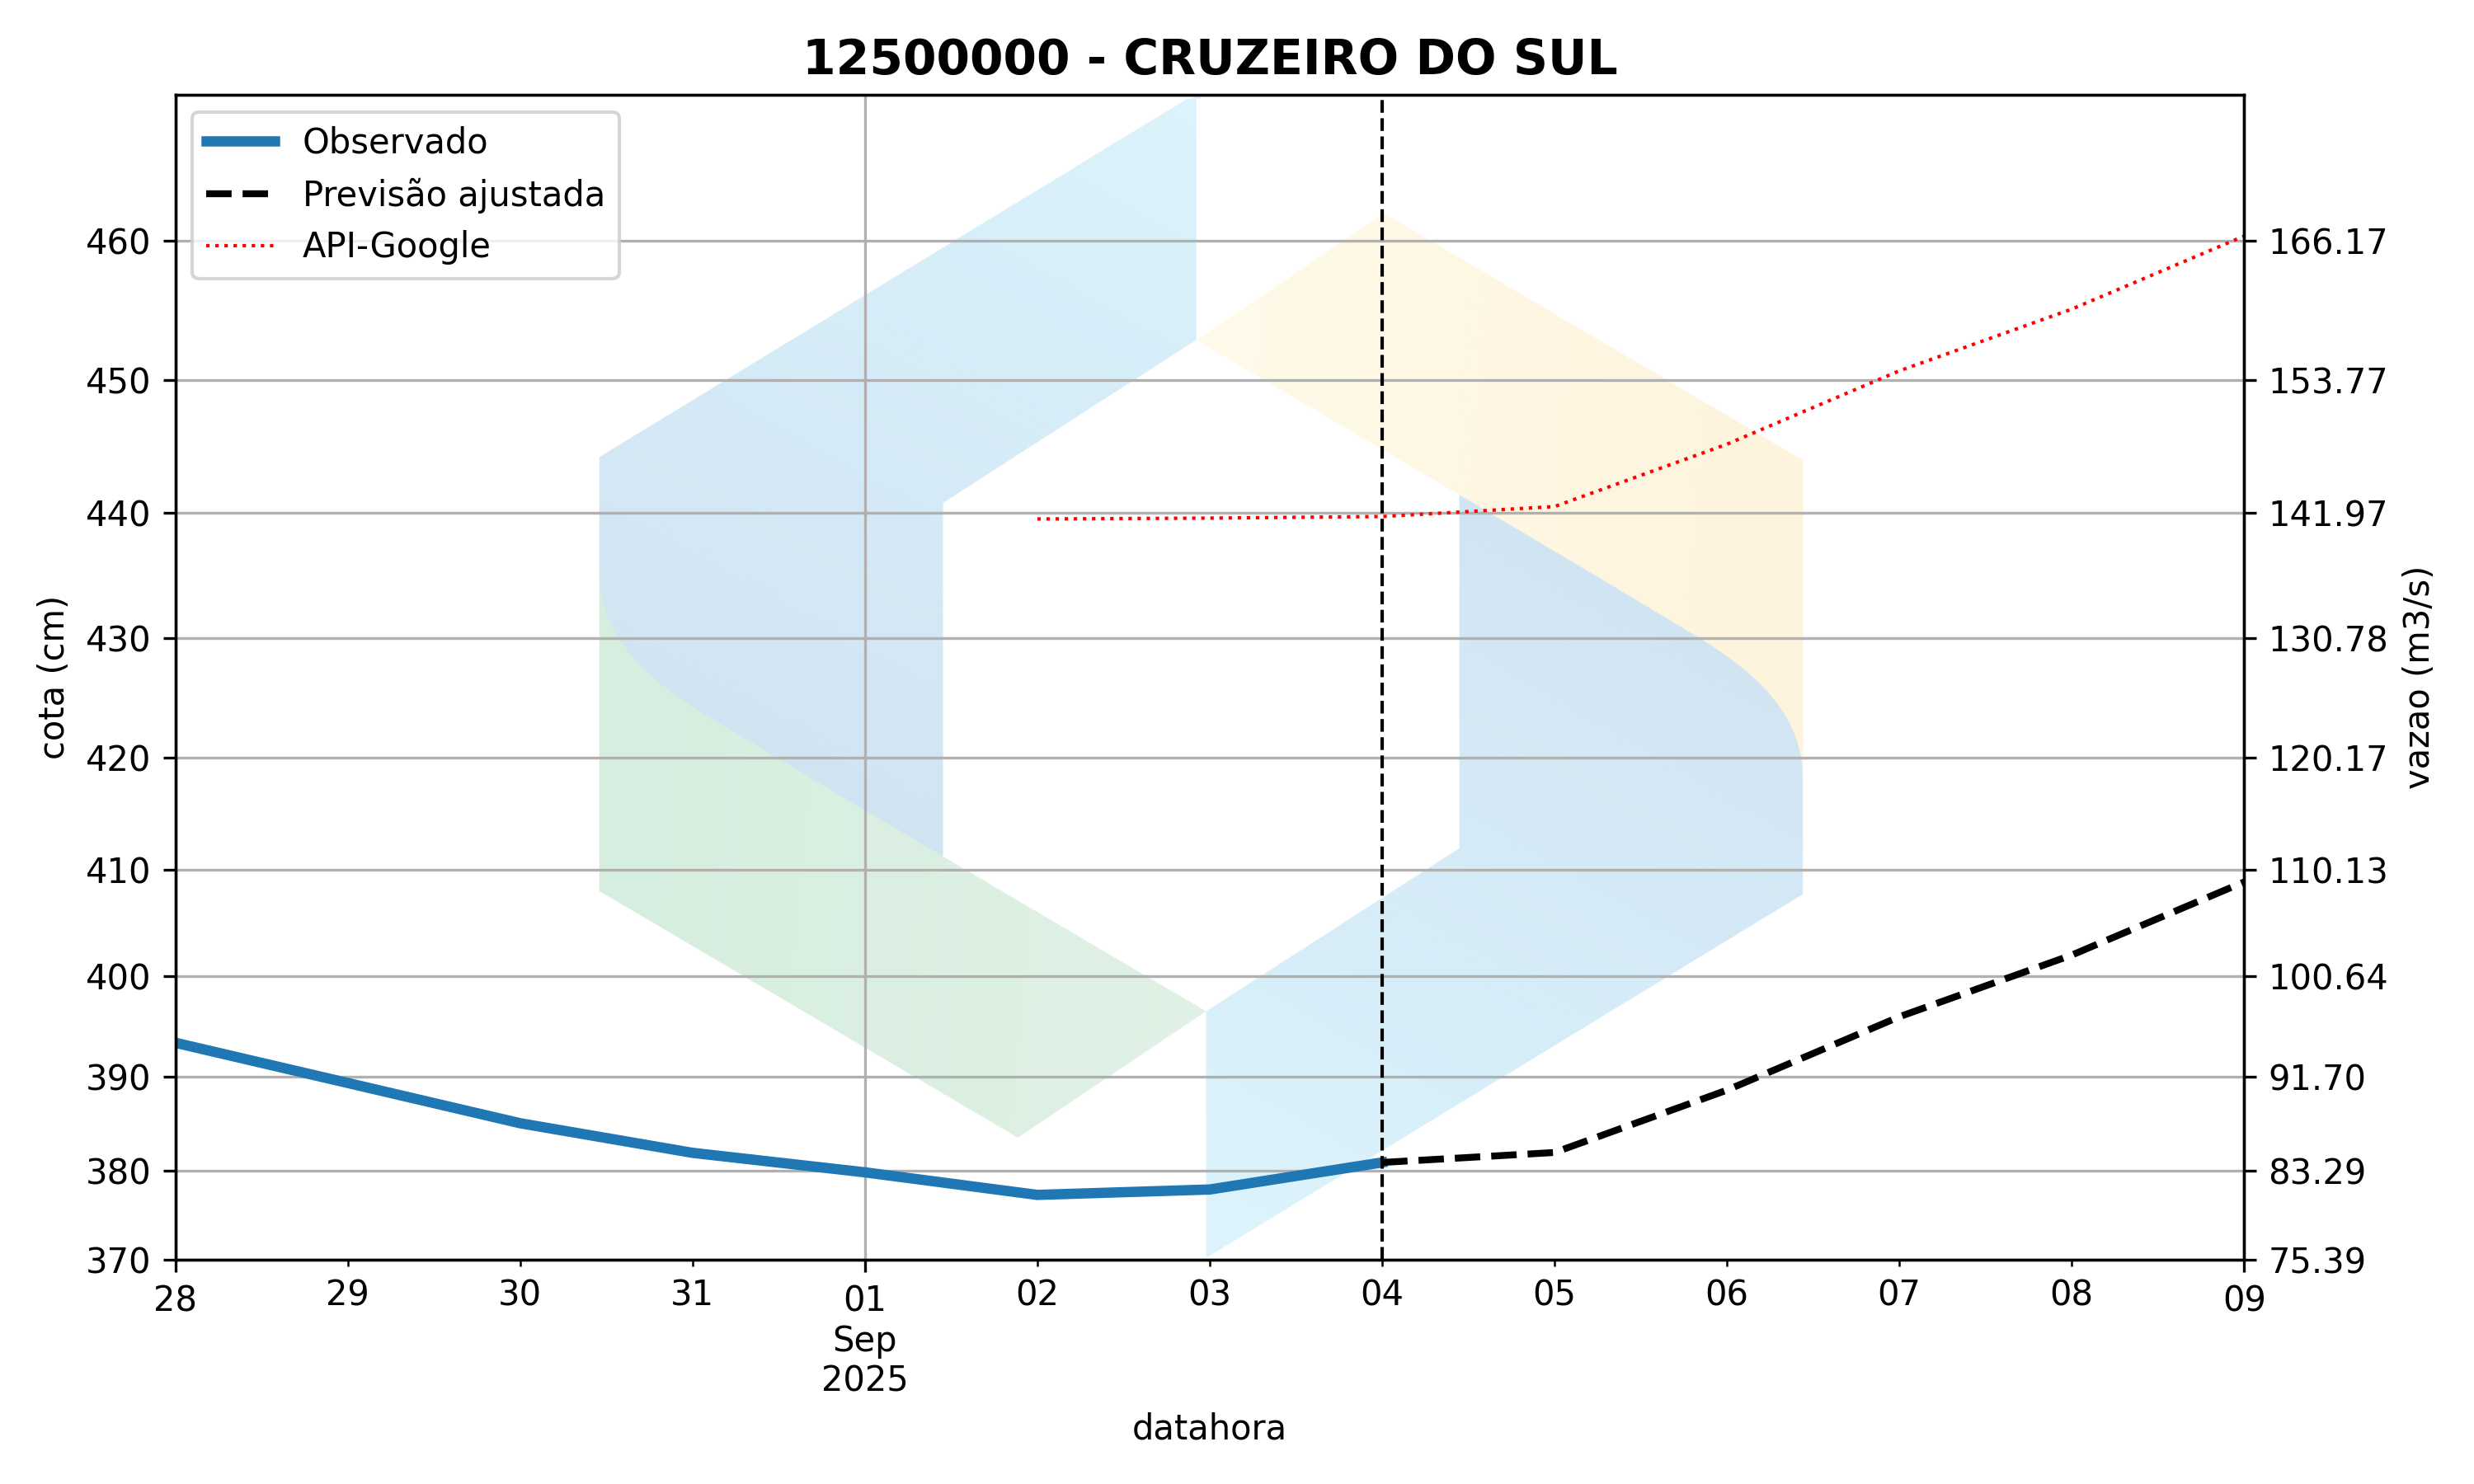 12500000 - CRUZEIRO DO SUL
Observado
Previsão ajustada
API-Google
cota (cm)
460
450
440
430
420
410
400
390
380
370
166.17
153.77
141.97
130.78
120.17
110.13
100.64
91.70
83.29
75.39
vazao (m3/s)
28 29 30 31 01 02 03 04 05 06 07 08 09
Sep
2025
datahora